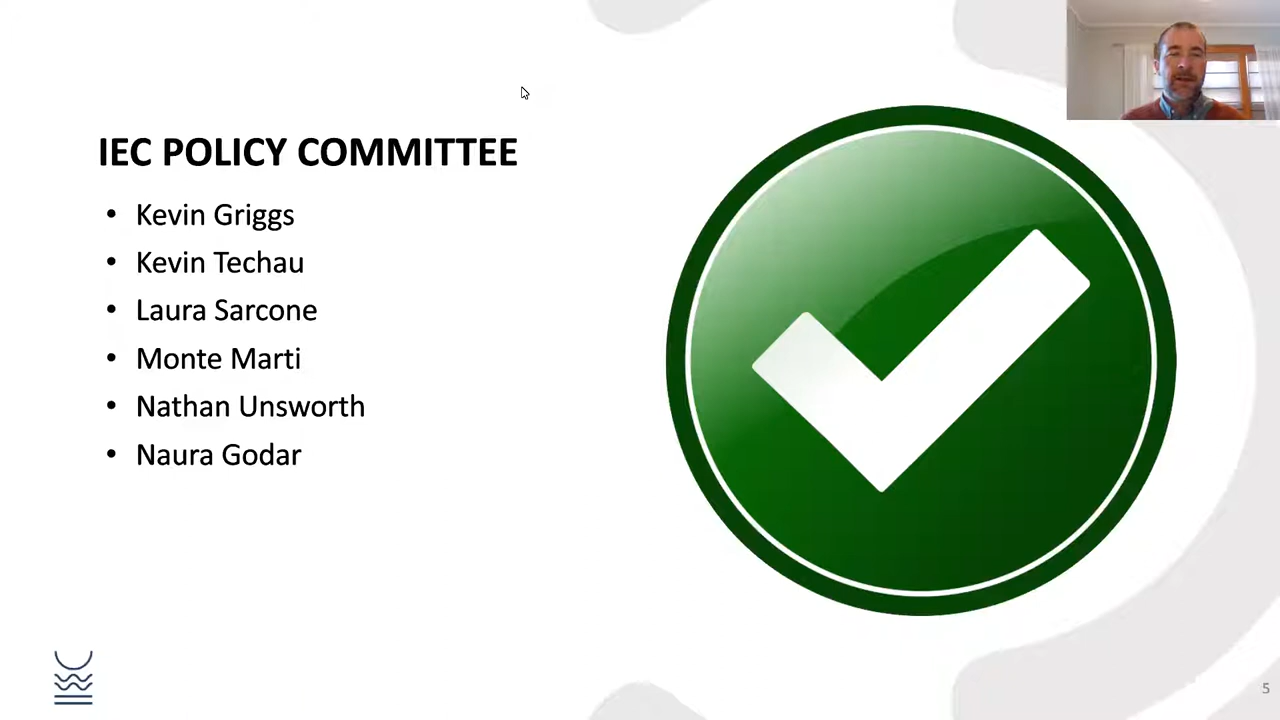 IEC POLICY COMMITTEE
• Kevin Griggs
• Kevin Techau
• Laura Sarcone
• Monte Marti
• Nathan Unsworth
• Naura Godar
5